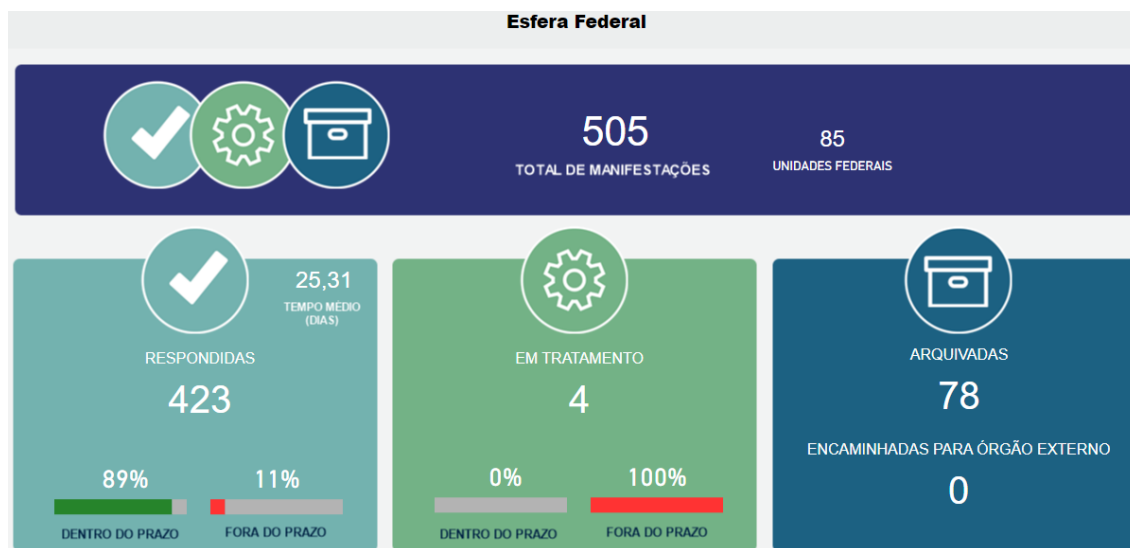 Esfera Federal
505
TOTAL DE MANIFESTAÇÕES
85
UNIDADES FEDERAIS
25,31
TEMPO MÉDIO
(DIAS)
RESPONDIDAS
423
89%
11%
DENTRO DO PRAZO
FORA DO PRAZO
EM TRATAMENTO
4
0%
100%
DENTRO DO PRAZO
FORA DO PRAZO
ARQUIVADAS
78
ENCAMINHADAS PARA ÓRGÃO EXTERNO
0